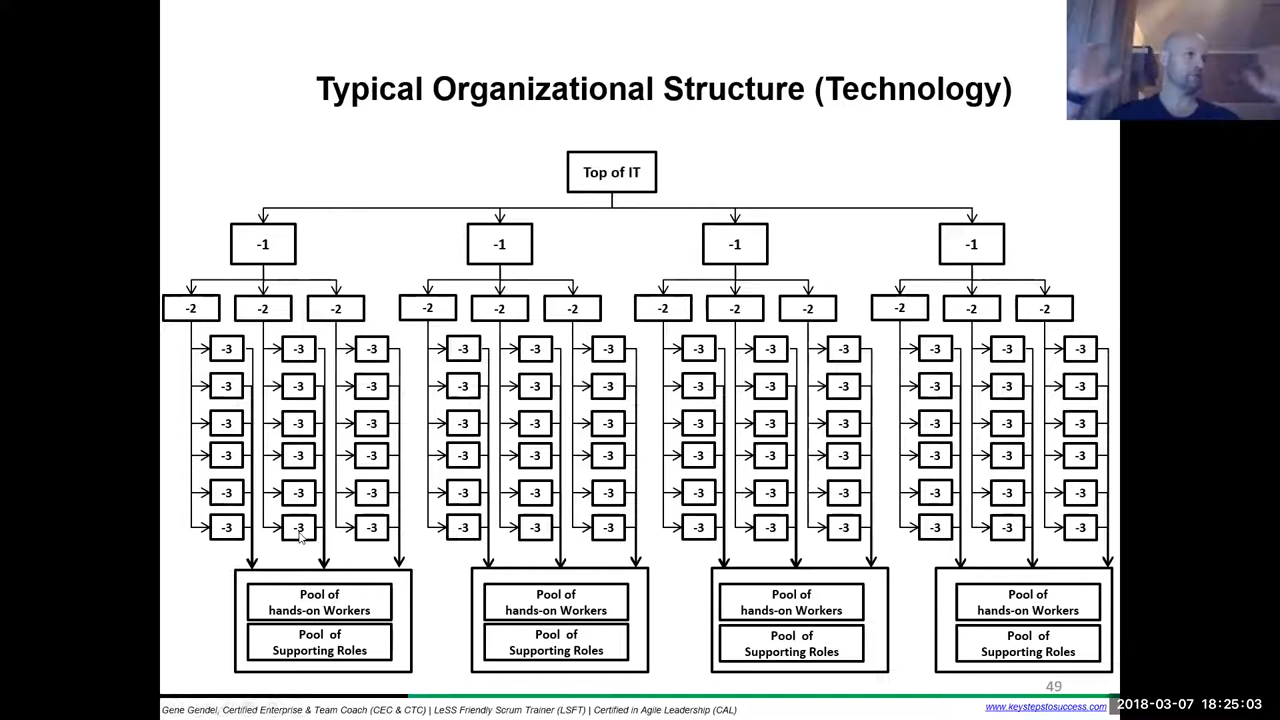 Typical Organizational Structure (Technology)
Top of IT
-1 -1 -1 -1
-2 -2 -2 -2 -2 -2 -2 -2 -2 -2 -2 -2
-3 -3 -3 -3 -3 -3 -3 -3 -3 -3 -3 -3
-3 -3 -3 -3 -3 -3 -3 -3 -3 -3 -3 -3
-3 -3 -3 -3 -3 -3 -3 -3 -3 -3 -3 -3
-3 -3 -3 -3 -3 -3 -3 -3 -3 -3 -3 -3
-3 -3 -3 -3 -3 -3 -3 -3 -3 -3 -3 -3
-3 -3 -3 -3 -3 -3 -3 -3 -3 -3 -3 -3
Pool of
hands-on Workers
Pool of
Supporting Roles
Pool of
hands-on Workers
Pool of
Supporting Roles
Pool of
hands-on Workers
Pool of
Supporting Roles
Pool of
hands-on Workers
Pool of
Supporting Roles
49
Gene Gendel, Certified Enterprise & Team Coach (CEC & CTC) | LeSS Friendly Scrum Trainer (LSFT) | Certified in Agile Leadership (CAL)
www.keystepstosuccess.com
2018-03-07 18:25:03